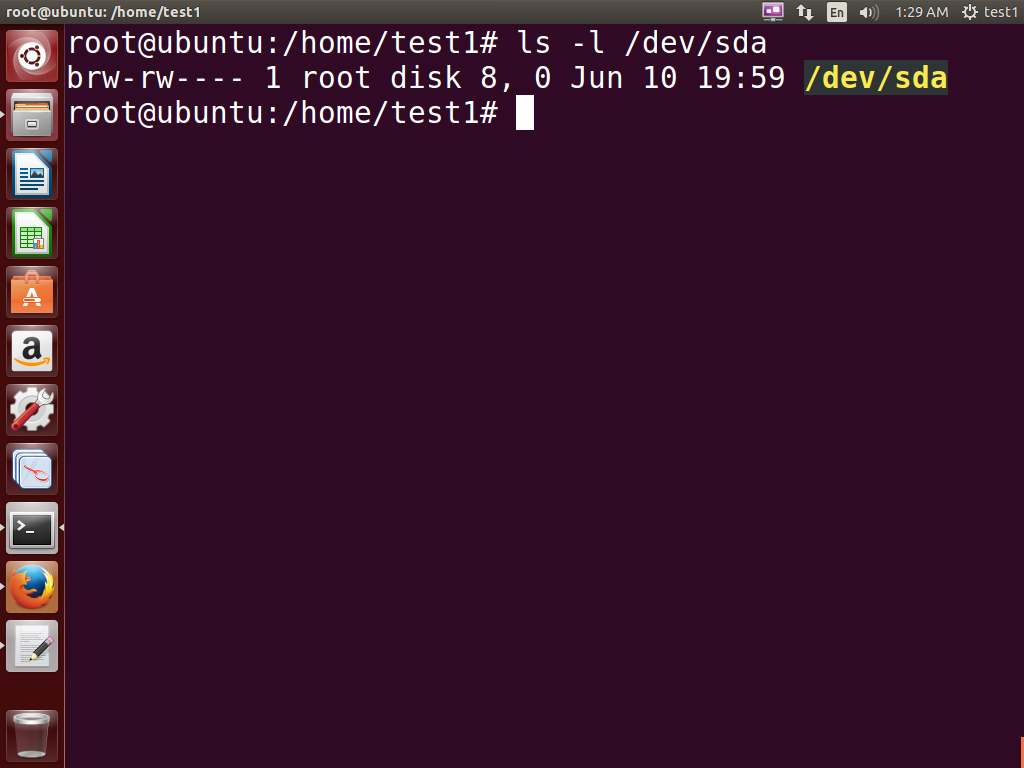 root@ubuntu: /home/test1
En
1:29 AM
test1
root@ubuntu:/home/test1# ls -l /dev/sda
brw-rw---- 1 root disk 8, 0 Jun 10 19:59 /dev/sda
root@ubuntu:/home/test1#
A
a
>_